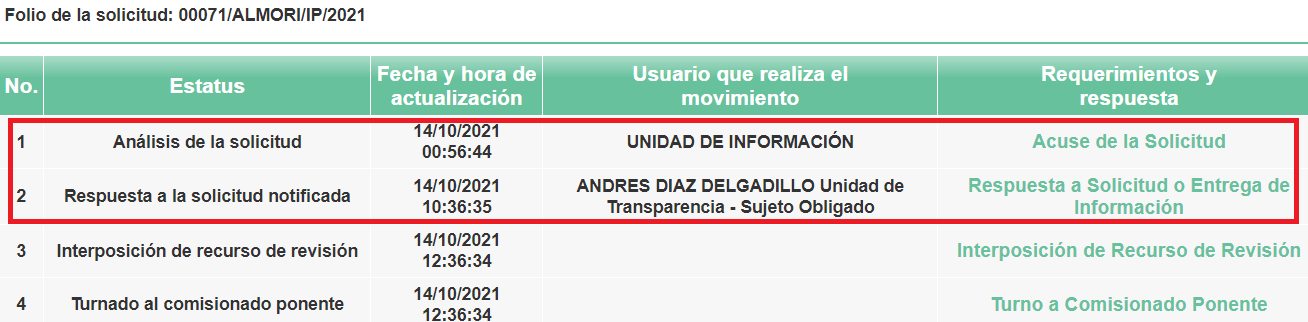 Folio de la solicitud: 00071/ALMORI/IP/2021
No. Estatus Fecha y hora de actualización Usuario que realiza el movimiento Requerimientos y respuesta
1 Análisis de la solicitud 14/10/2021 00:56:44 UNIDAD DE INFORMACIÓN Acuse de la Solicitud
2 Respuesta a la solicitud notificada 14/10/2021 10:36:35 ANDRES DIAZ DELGADILLO Unidad de Transparencia - Sujeto Obligado Respuesta a Solicitud o Entrega de Información
3 Interposición de recurso de revisión 14/10/2021 12:36:34 Interposición de Recurso de Revisión
4 Turnado al comisionado ponente 14/10/2021 12:36:34 Turno a Comisionado Ponente